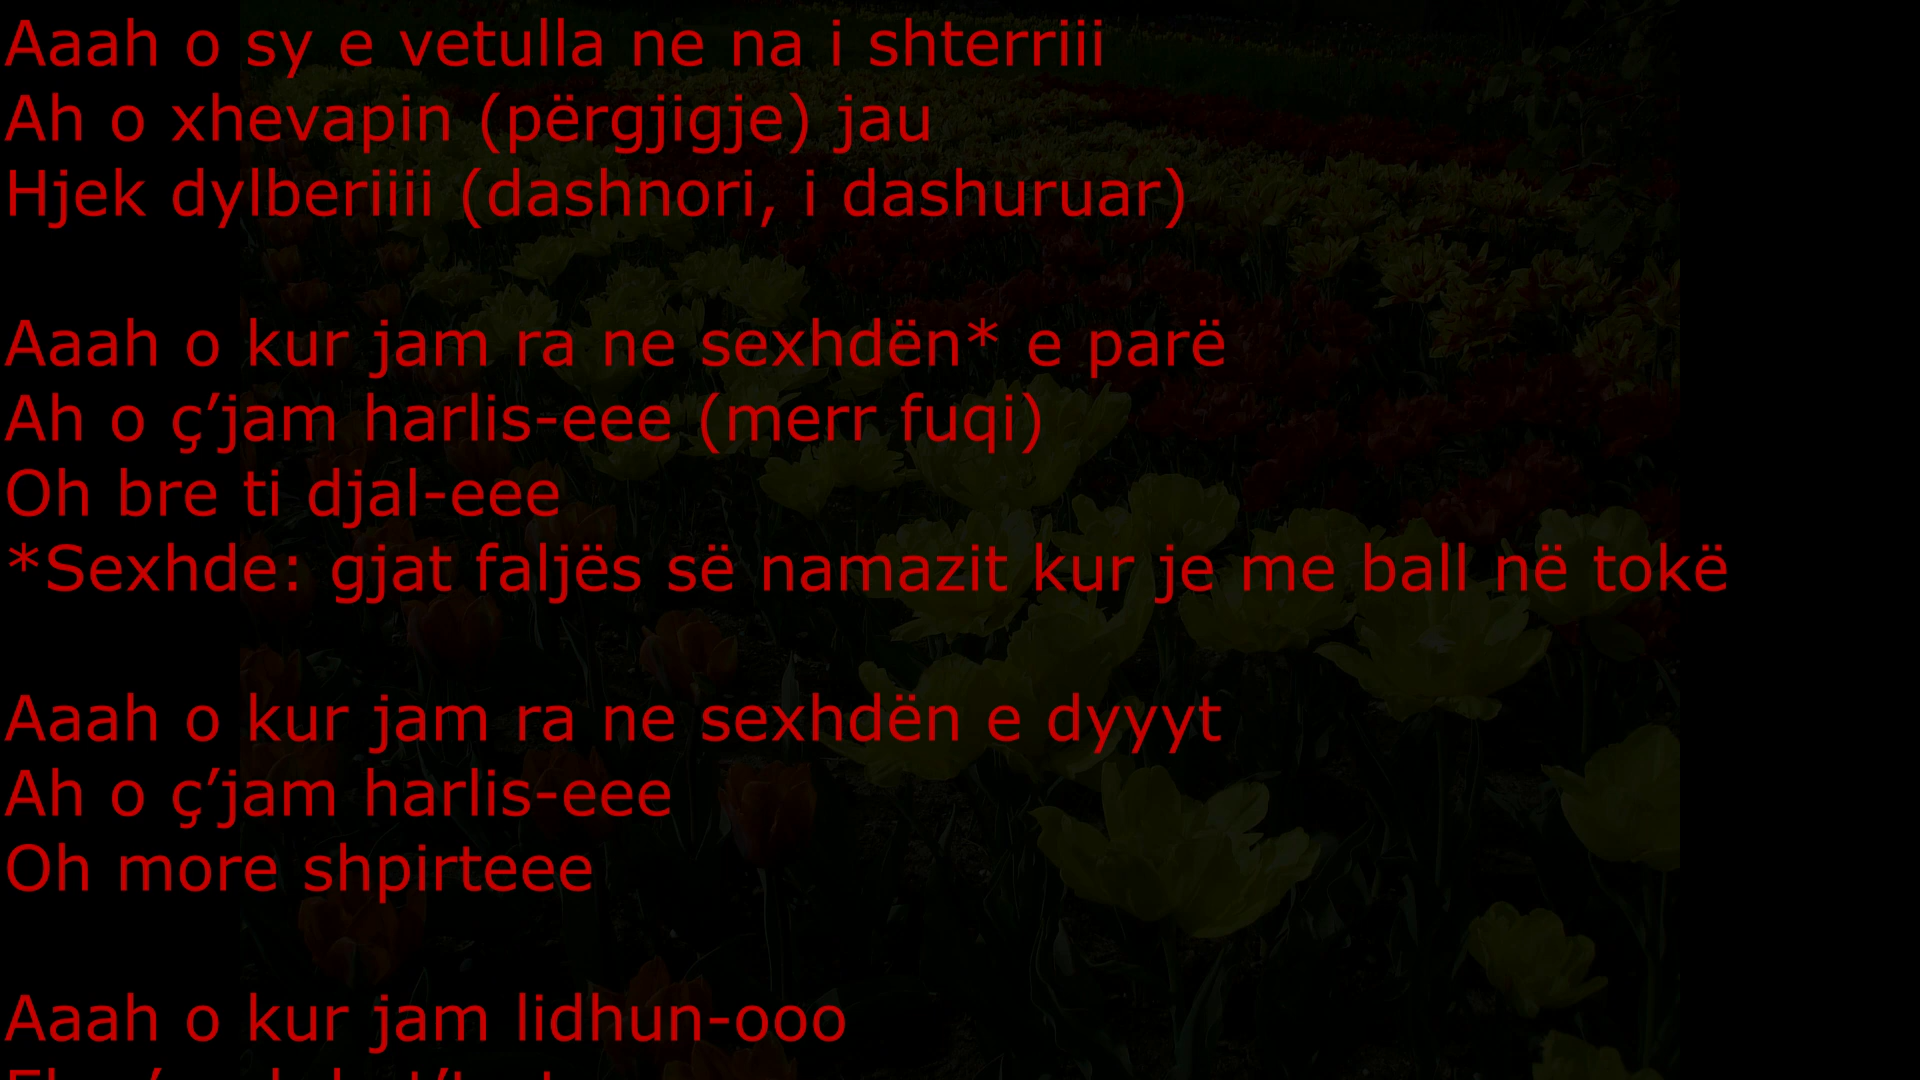 Aaah o sy e vetulla ne na i shterriii
Ah o xhevapin (përgjigje) jau
Hjek dylberiiii (dashnori, i dashuruar)
Aaah o kur jam ra ne sexhdën* e parë
Ah o ç’jam harlis-eee (merr fuqi)
Oh bre ti djal-eee
*Sexhde: gjat faljës së namazit kur je me ball në tokë
Aaah o kur jam ra ne sexhdën e dyyyt
Ah o ç’jam harlis-eee
Oh more shpirteee
Aaah o kur jam lidhun-ooo